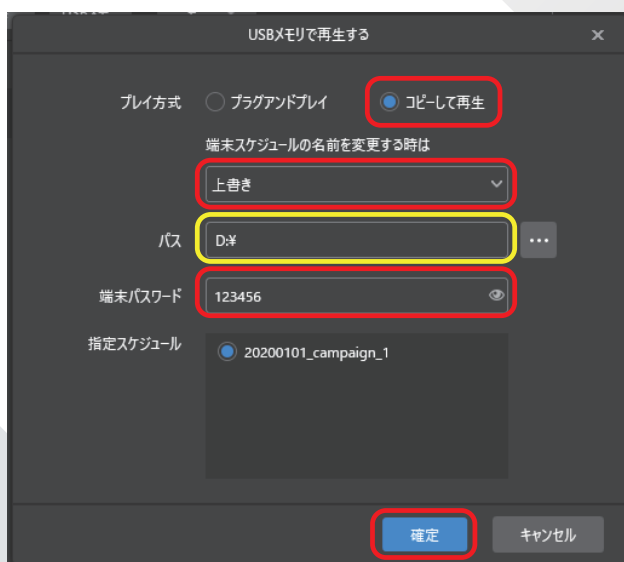 USBメモリで再生する
プレイ方式 プラグアンドプレイ コピーして再生
端末スケジュールの名前を変更する時は
上書き
パス D:¥ ...
端末パスワード 123456
指定スケジュール 20200101_campaign_1
確定 キャンセル